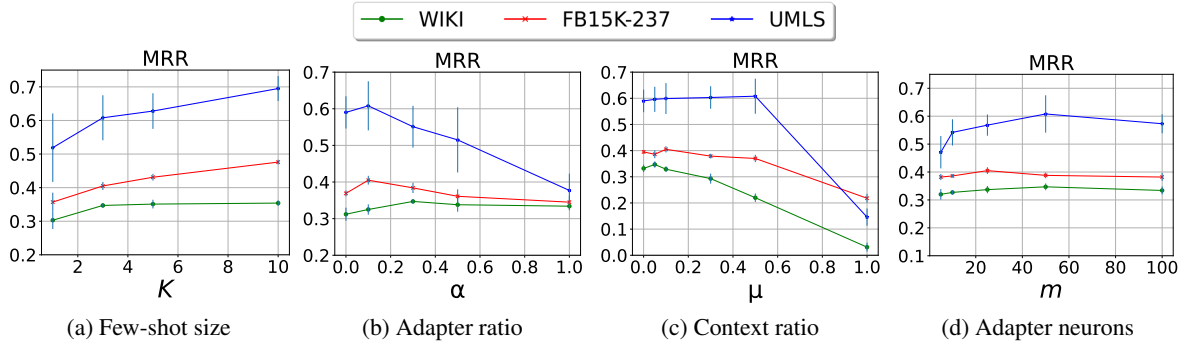 WIKI FB15K-237 UMLS
MRR MRR MRR MRR
0.7 0.6 0.5 0.4 0.3 0.2
2 4 6 8 10
K
0.7 0.6 0.5 0.4 0.3 0.2
0.0 0.2 0.4 0.6 0.8 1.0
α
0.7 0.6 0.5 0.4 0.3 0.2 0.1 0.0
0.0 0.2 0.4 0.6 0.8 1.0
μ
0.7 0.6 0.5 0.4 0.3 0.2 0.1
20 40 60 80 100
m
(a) Few-shot size
(b) Adapter ratio
(c) Context ratio
(d) Adapter neurons